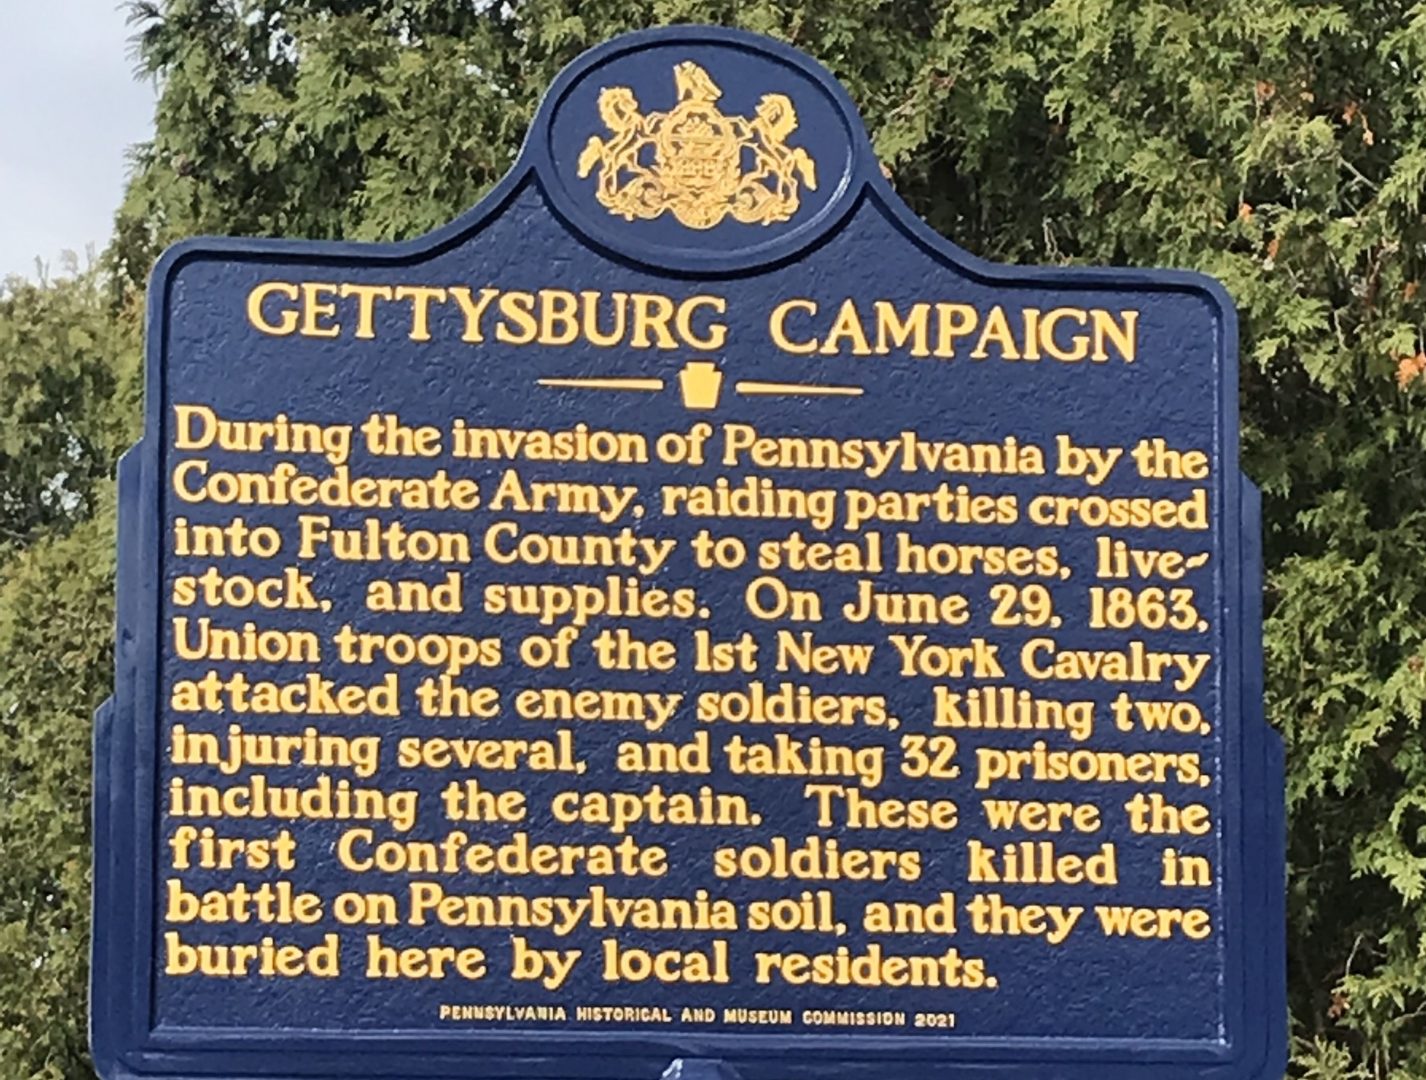 GETTYSBURG CAMPAIGN
During the invasion of Pennsylvania by the
Confederate Army, raiding parties crossed
into Fulton County to steal horses, live-
stock, and supplies. On June 29, 1863,
Union troops of the 1st New York Cavalry
attacked the enemy soldiers, killing two,
injuring several, and taking 32 prisoners,
including the captain. These were the
first Confederate soldiers killed in
battle on Pennsylvania soil, and they were
buried here by local residents.
PENNSYLVANIA HISTORICAL AND MUSEUM COMMISSION 2021